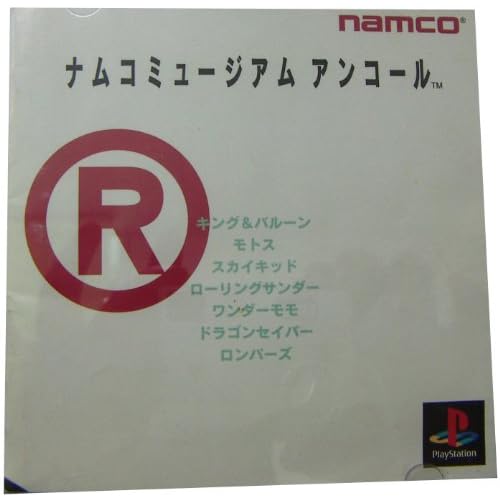 namco®
ナムコミュージアム アンコール™
R
キング&バルーン
モトス
スカイキッド
ローリングサンダー
ワンダーモモ
ドラゴンセイバー
ロンパーズ
PlayStation